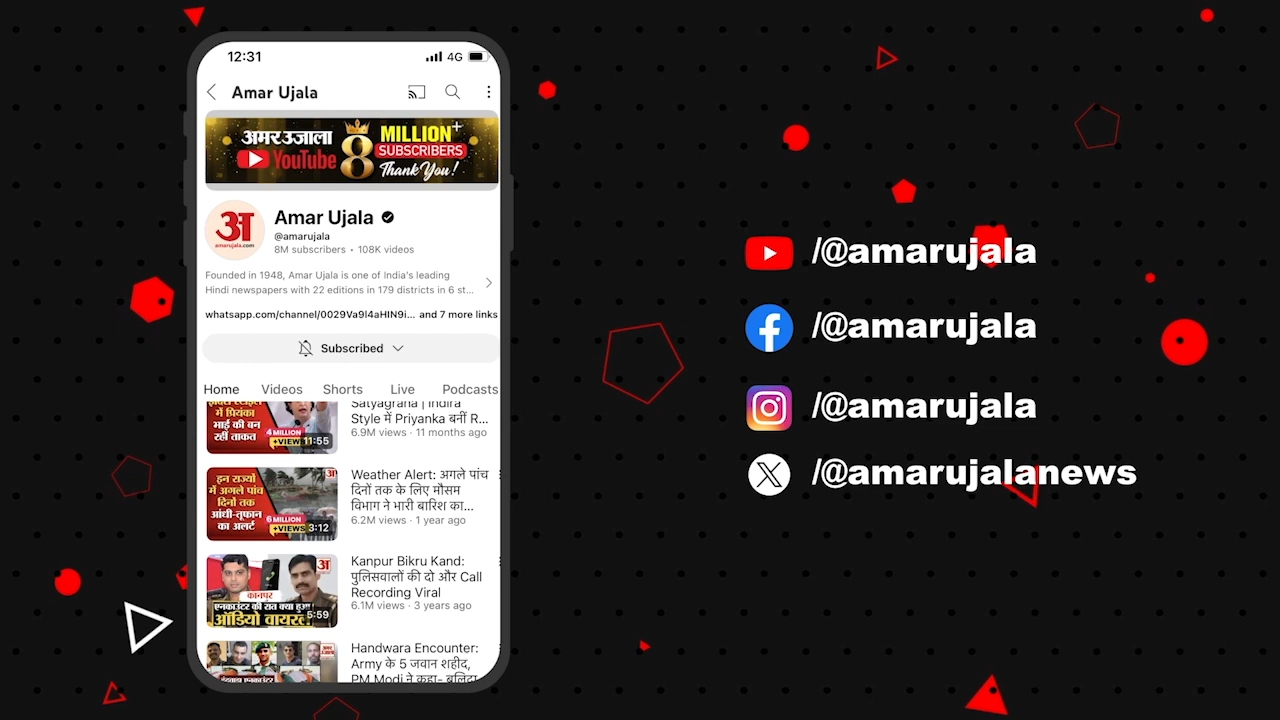 12:31
4G
Amar Ujala
अमर उजाला
8
MILLION+
YouTube
SUBSCRIBERS
Thank You!
अ
amarujala.com
Amar Ujala
@amarujala
8M subscribers • 108K videos
Founded in 1948, Amar Ujala is one of India's leading
Hindi newspapers with 22 editions in 179 districts in 6 st...
whatsapp.com/channel/0029Va9l4aHIN9i... and 7 more links
Subscribed
Home Videos Shorts Live Podcasts
में प्रियंका
भाई की बन
रहीं ताकत
4 MILLION
+VIEWS
11:55
Satyagraha | Indira
Style में Priyanka बनीं R...
6.9M views · 11 months ago
इन राज्यों
में अगले पांच
दिनों तक
आंधी-तूफान
का अलर्ट
अ
6 MILLION
+VIEWS
3:12
Weather Alert: अगले पांच
दिनों तक के लिए मौसम
विभाग ने भारी बारिश का...
6.2M views · 1 year ago
अ
कानपुर
एनकाउंटर की रात क्या हुआ
ऑडियो वायरल
5:59
Kanpur Bikru Kand:
पुलिसवालों की दो और Call
Recording Viral
6.1M views · 3 years ago
Handwara Encounter:
Army के 5 जवान शहीद,
PM Modi ने कहा- बलिदा
/@amarujala
/@amarujala
/@amarujala
/@amarujalanews